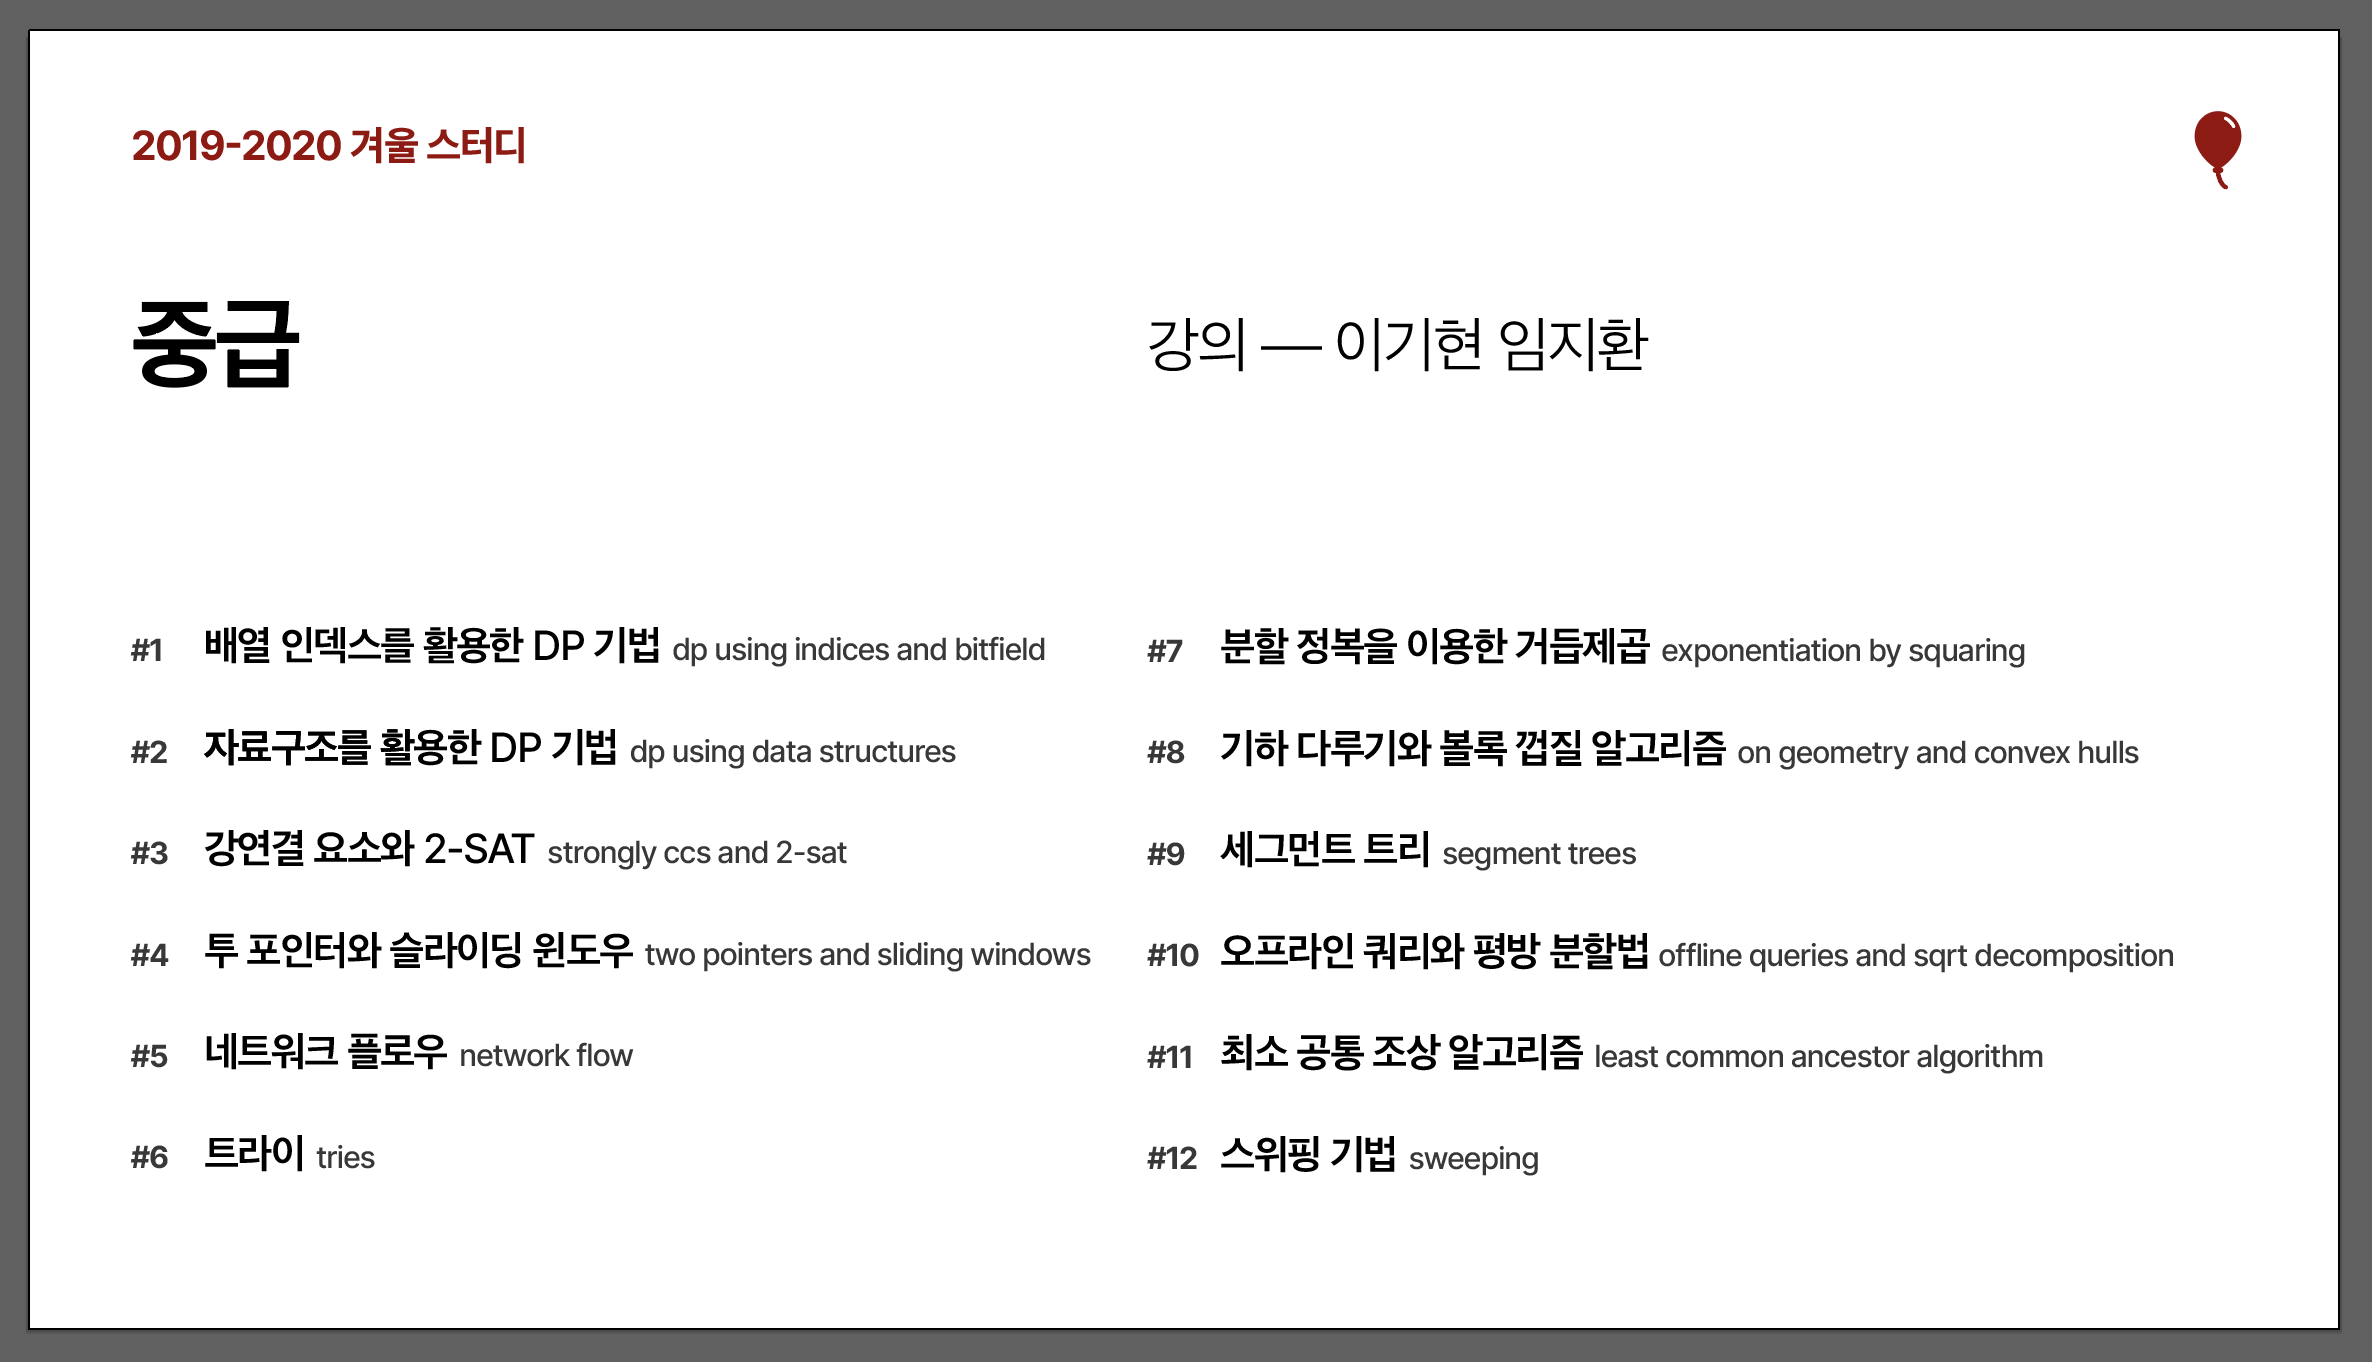 2019-2020 겨울 스터디
중급
강의 — 이기현 임지환
#1 배열 인덱스를 활용한 DP 기법 dp using indices and bitfield
#2 자료구조를 활용한 DP 기법 dp using data structures
#3 강연결 요소와 2-SAT strongly ccs and 2-sat
#4 투 포인터와 슬라이딩 윈도우 two pointers and sliding windows
#5 네트워크 플로우 network flow
#6 트라이 tries
#7 분할 정복을 이용한 거듭제곱 exponentiation by squaring
#8 기하 다루기와 볼록 껍질 알고리즘 on geometry and convex hulls
#9 세그먼트 트리 segment trees
#10 오프라인 쿼리와 평방 분할법 offline queries and sqrt decomposition
#11 최소 공통 조상 알고리즘 least common ancestor algorithm
#12 스위핑 기법 sweeping